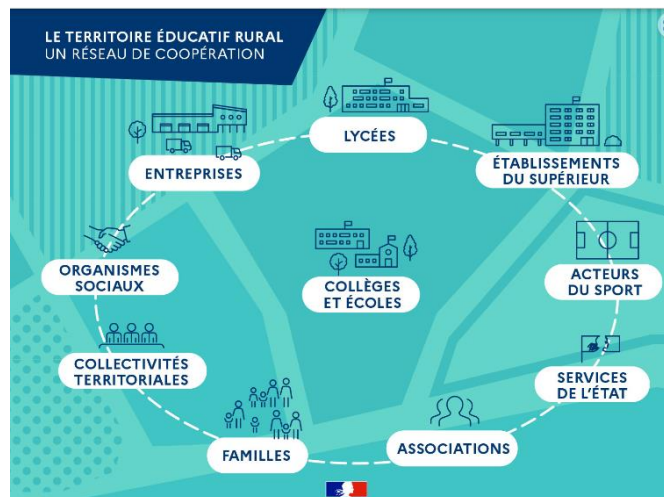 LE TERRITOIRE ÉDUCATIF RURAL
UN RÉSEAU DE COOPÉRATION
LYCÉES
ENTREPRISES
ÉTABLISSEMENTS
DU SUPÉRIEUR
ORGANISMES
SOCIAUX
COLLÈGES
ET ÉCOLES
ACTEURS
DU SPORT
COLLECTIVITÉS
TERRITORIALES
SERVICES
DE L'ÉTAT
FAMILLES
ASSOCIATIONS